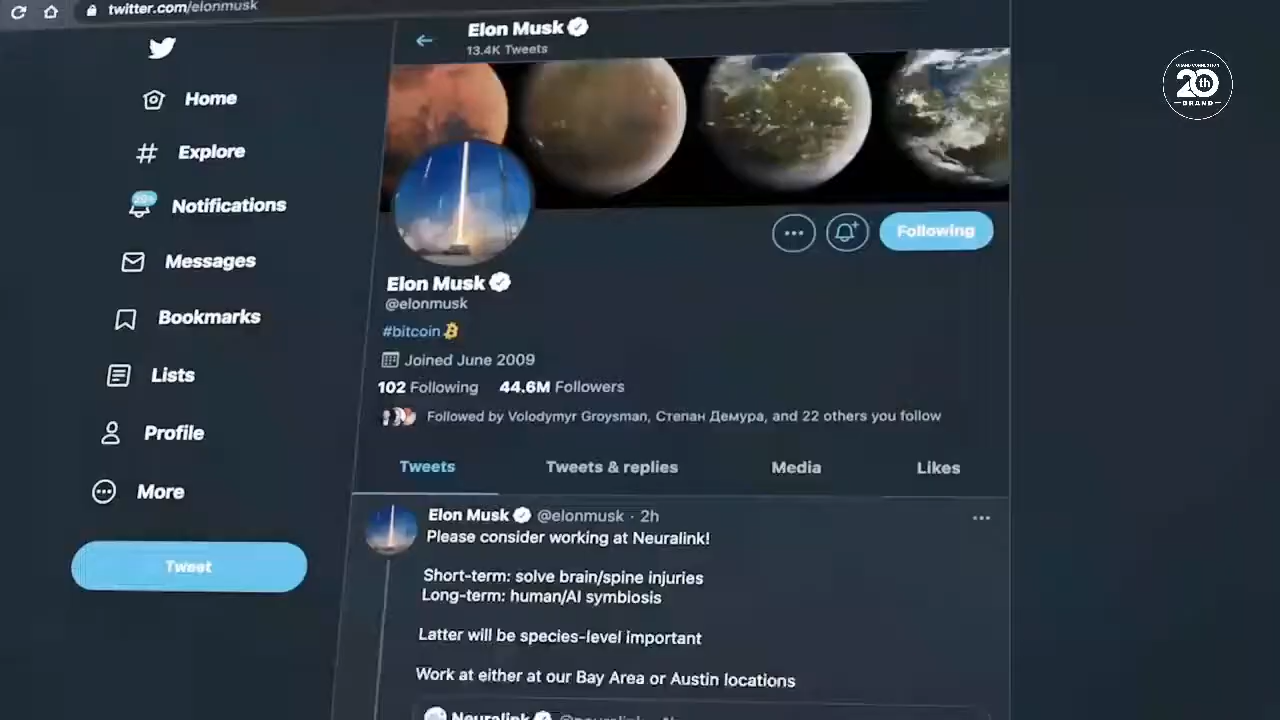 twitter.com/elonmusk
Elon Musk
13.4K Tweets
20th
BRAND
Home
Explore
Notifications
Messages
Bookmarks
Lists
Profile
More
Tweet
Following
Elon Musk
@elonmusk
#bitcoin
Joined June 2009
102 Following 44.6M Followers
Followed by Volodymyr Groysman, Степан Демура, and 22 others you follow
Tweets Tweets & replies Media Likes
Elon Musk @elonmusk · 2h
Please consider working at Neuralink!
Short-term: solve brain/spine injuries
Long-term: human/AI symbiosis
Latter will be species-level important
Work at either at our Bay Area or Austin locations
Neuralink